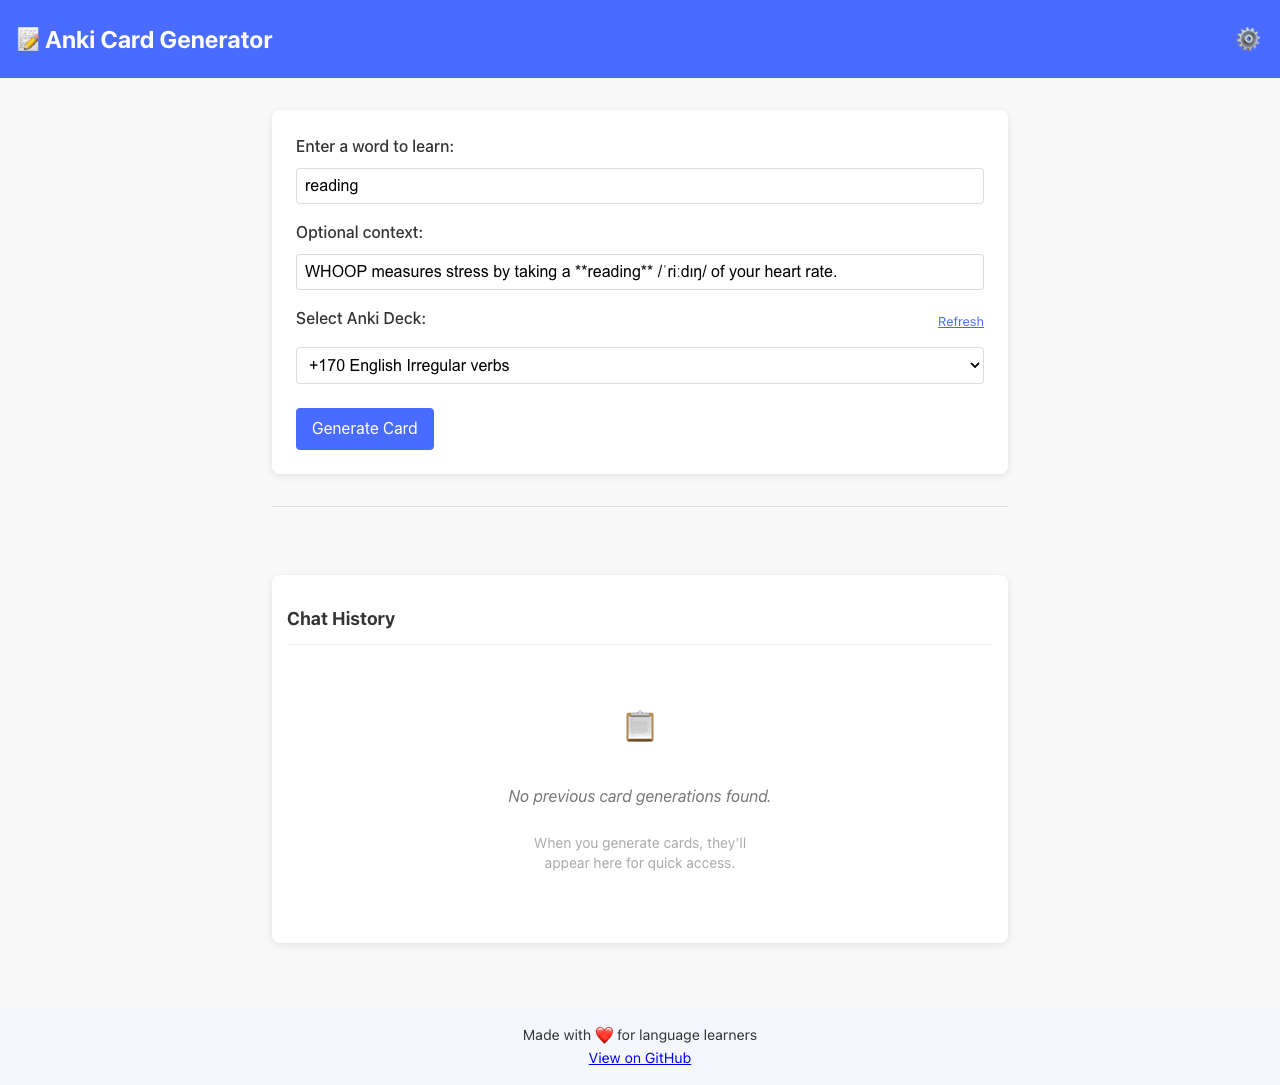 Anki Card Generator
Enter a word to learn:
reading
Optional context:
WHOOP measures stress by taking a **reading** /ˈriːdɪŋ/ of your heart rate.
Select Anki Deck:
Refresh
+170 English Irregular verbs
Generate Card
Chat History
No previous card generations found.
When you generate cards, they'll
appear here for quick access.
Made with ❤️ for language learners
View on GitHub